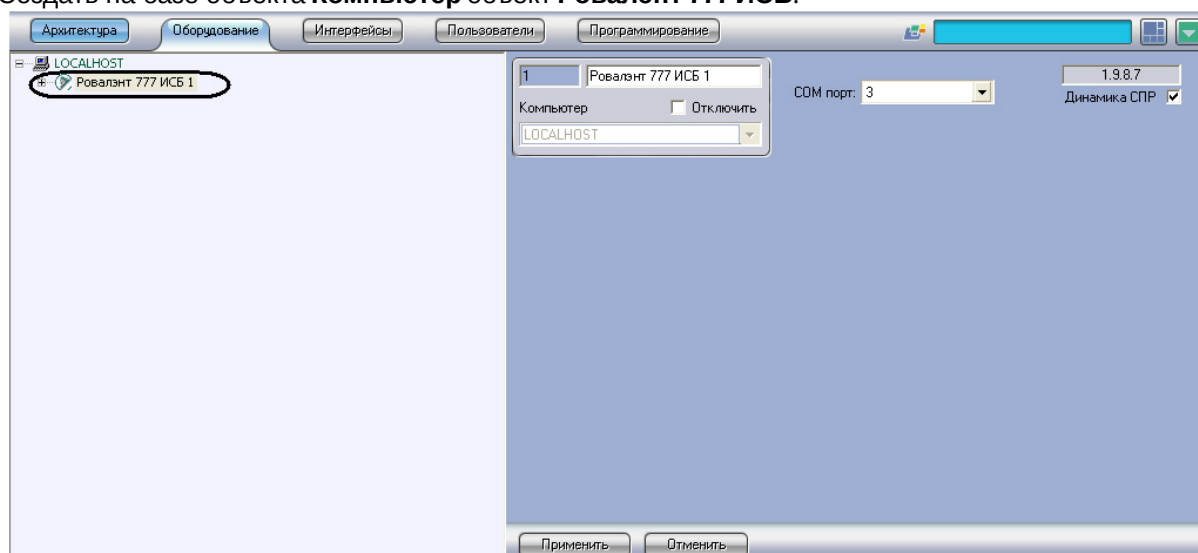 Создать на базе объекта Компьютер объект Ровалэнт 777 ИСБ.
Архитектура Оборудование Интерфейсы Пользователи Программирование
LOCALHOST
Ровалэнт 777 ИСБ 1
1 Ровалэнт 777 ИСБ 1
Компьютер Отключить
LOCALHOST
COM порт: 3
1.9.8.7
Динамика СПР
Применить Отменить